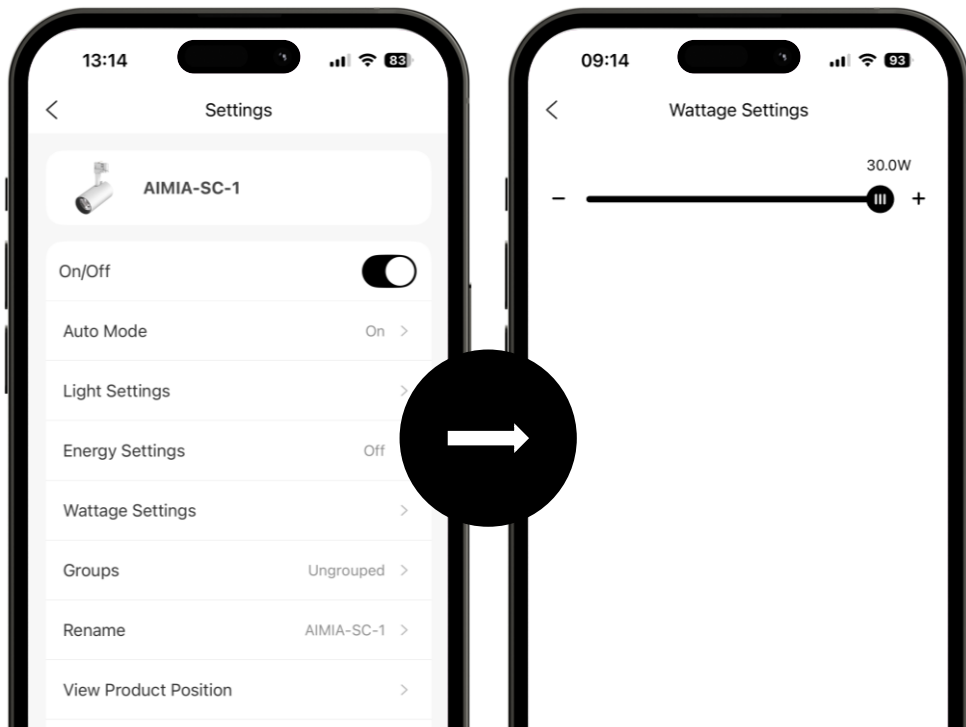 13:14
83
Settings
AIMIA-SC-1
On/Off
Auto Mode On
Light Settings
Energy Settings Off
Wattage Settings
Groups Ungrouped
Rename AIMIA-SC-1
View Product Position
09:14
93
Wattage Settings
30.0W